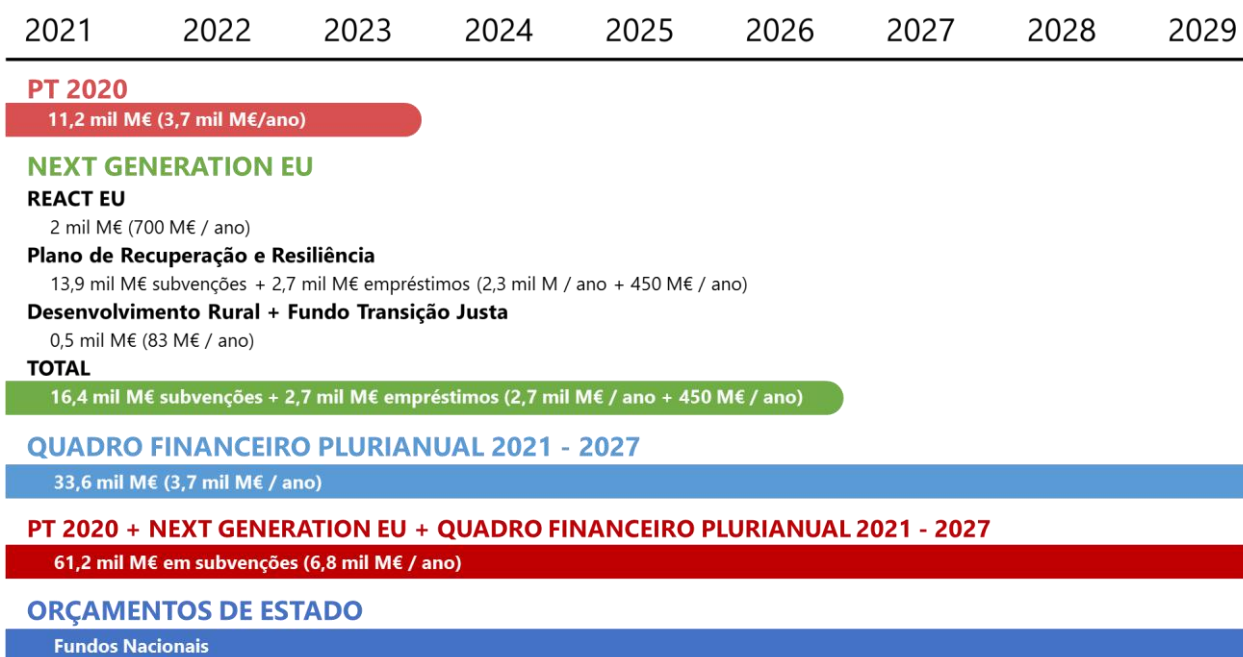 2021 2022 2023 2024 2025 2026 2027 2028 2029
PT 2020
11,2 mil M€ (3,7 mil M€/ano)
NEXT GENERATION EU
REACT EU
2 mil M€ (700 M€ / ano)
Plano de Recuperação e Resiliência
13,9 mil M€ subvenções + 2,7 mil M€ empréstimos (2,3 mil M / ano + 450 M€ / ano)
Desenvolvimento Rural + Fundo Transição Justa
0,5 mil M€ (83 M€ / ano)
TOTAL
16,4 mil M€ subvenções + 2,7 mil M€ empréstimos (2,7 mil M€ / ano + 450 M€ / ano)
QUADRO FINANCEIRO PLURIANUAL 2021 - 2027
33,6 mil M€ (3,7 mil M€ / ano)
PT 2020 + NEXT GENERATION EU + QUADRO FINANCEIRO PLURIANUAL 2021 - 2027
61,2 mil M€ em subvenções (6,8 mil M€ / ano)
ORÇAMENTOS DE ESTADO
Fundos Nacionais